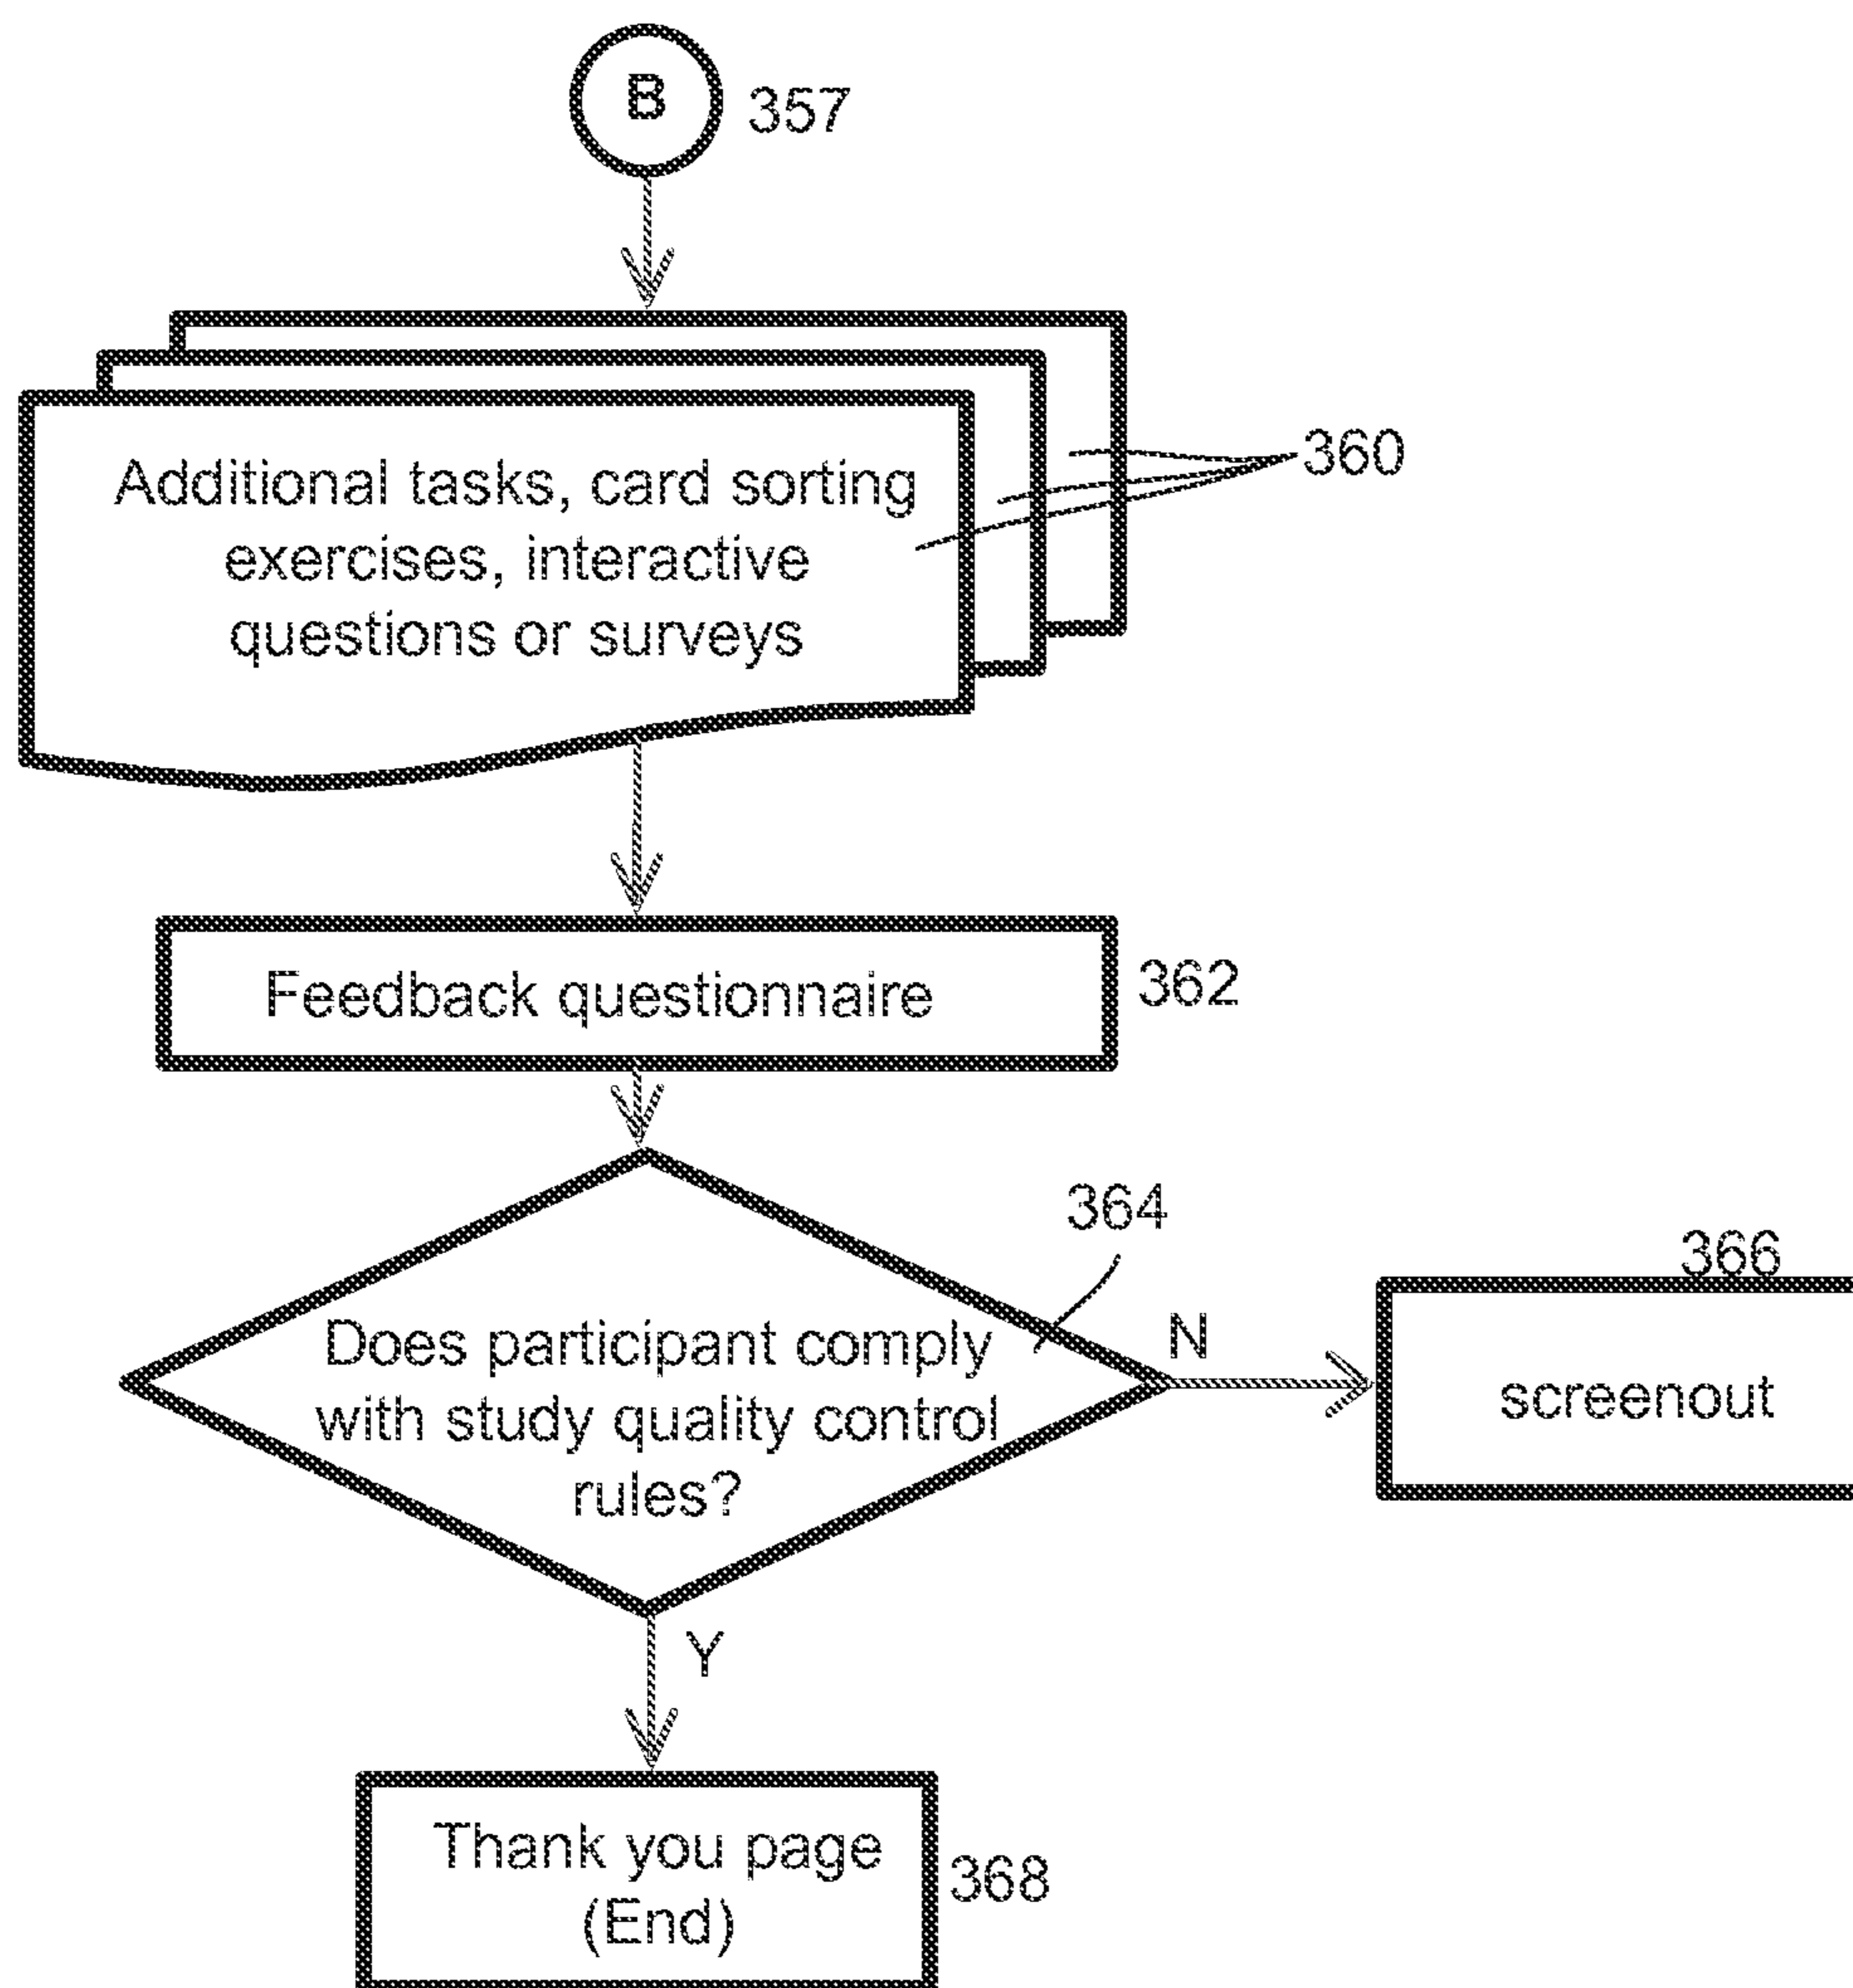 B
357
Additional tasks, card sorting
exercises, interactive
questions or surveys
360
Feedback questionnaire
362
364
Does participant comply
with study quality control
rules?
N
366
screenout
Y
Thank you page
(End)
368